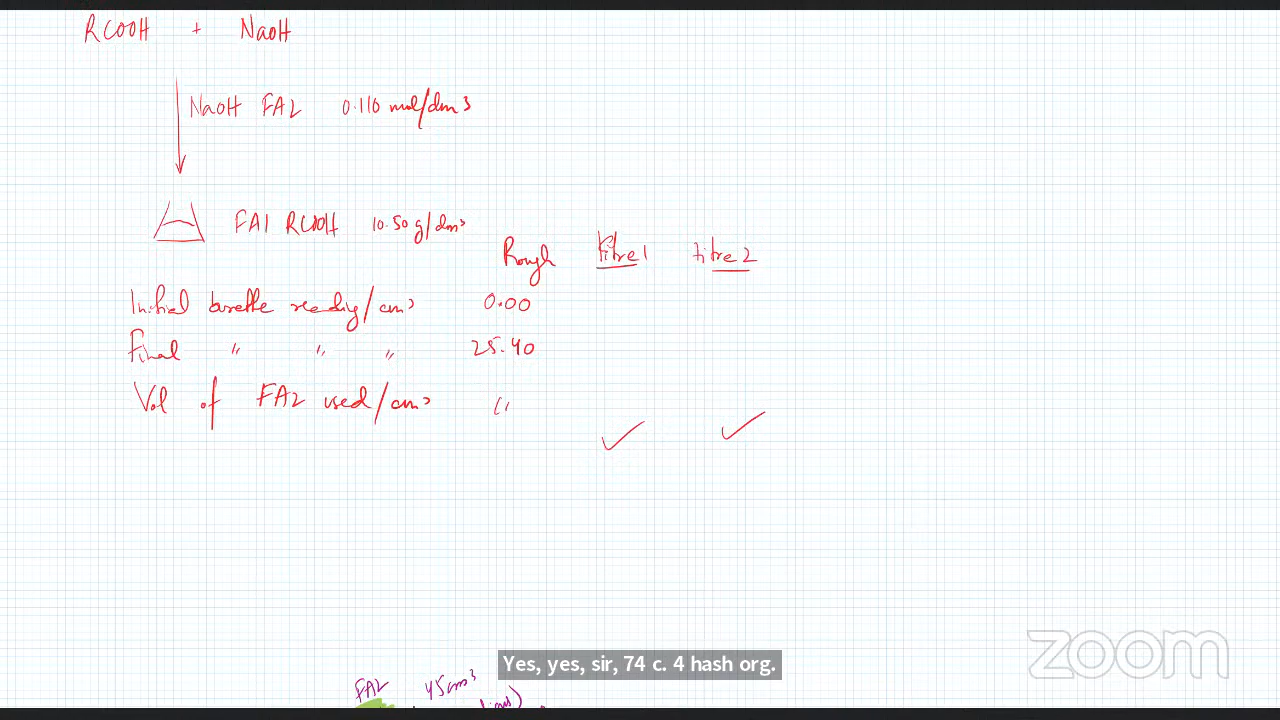 RCOOH + NaOH
NaOH FA2 0.110 mol/dm3
FA1 RCOOH 10.50 g/dm3
Rough titre 1 titre 2
Initial burette reading/cm3 0.00
Final " " " 25.40
Vol of FA2 used/cm3 "
zoom
Yes, yes, sir, 74 c. 4 hash org.
FA2 45cm3